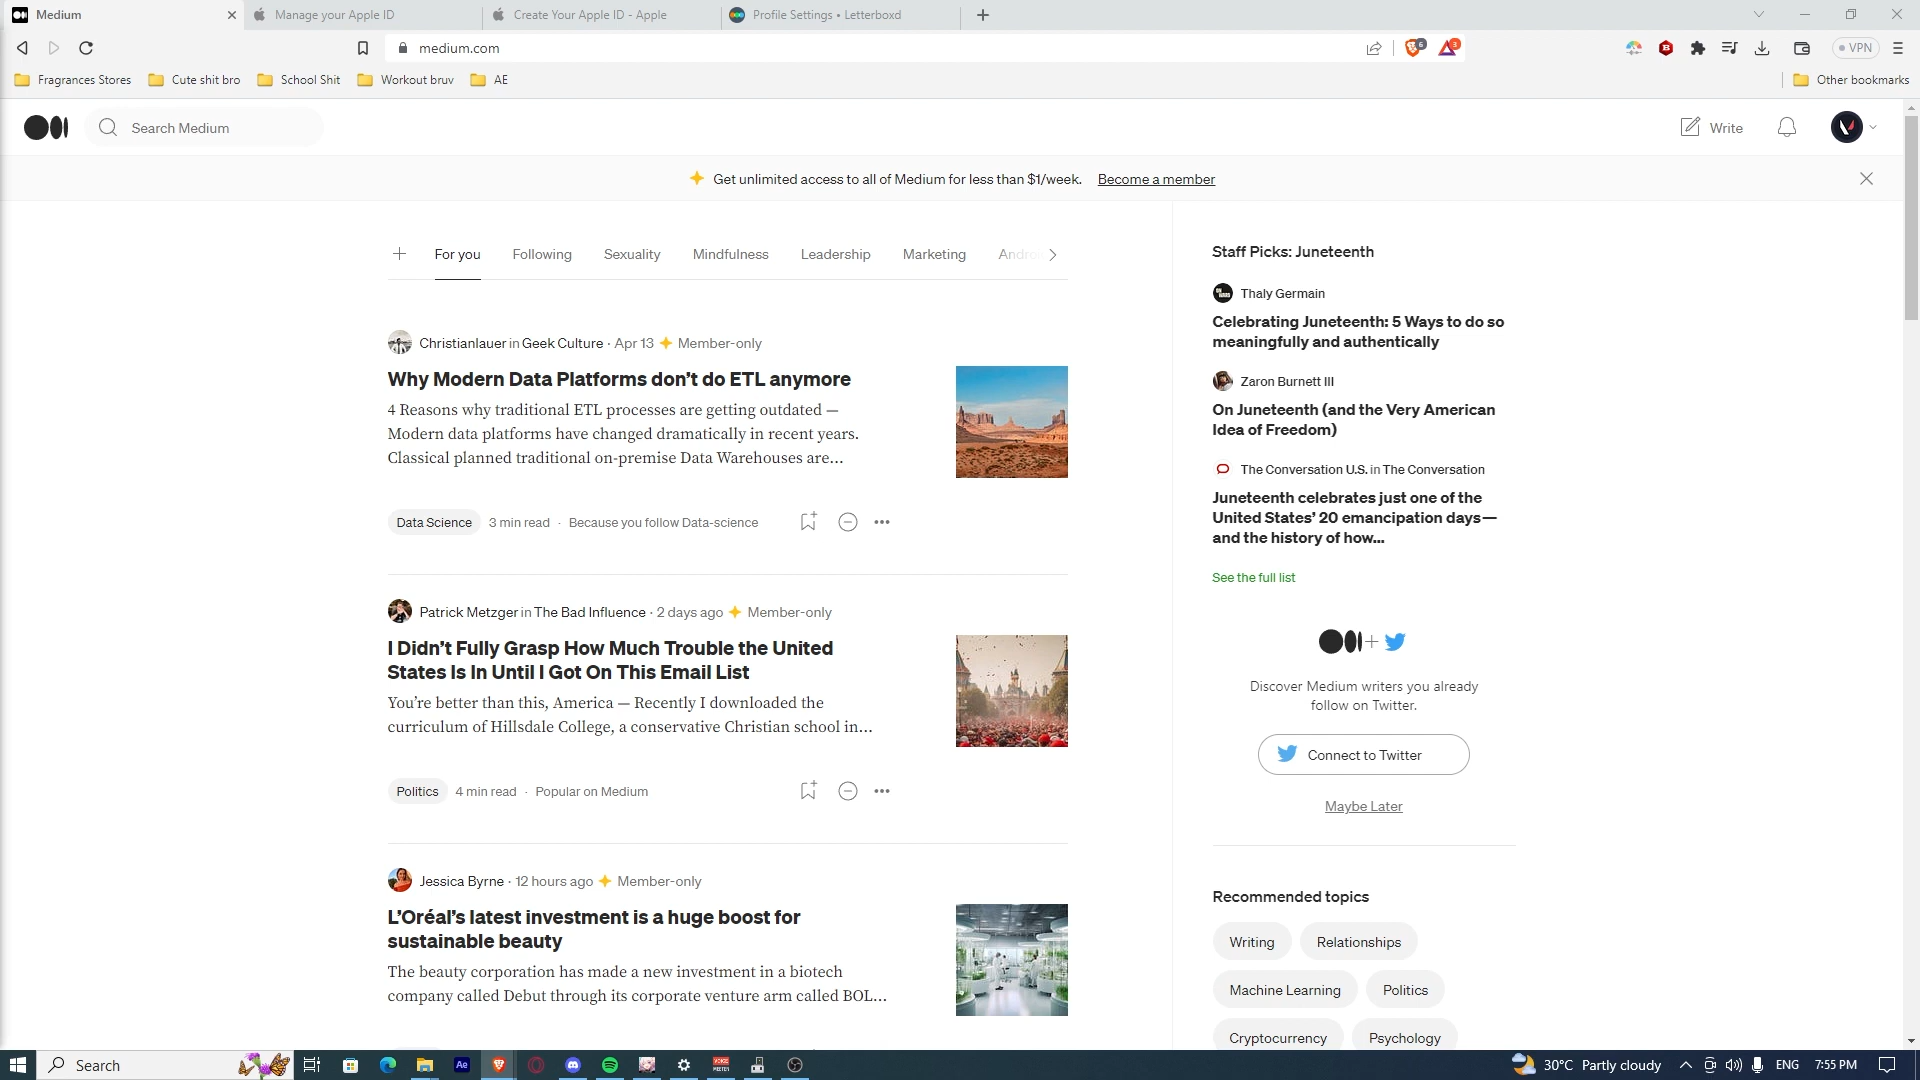 Medium
Manage your Apple ID
Create Your Apple ID - Apple
Profile Settings • Letterboxd
medium.com
6
3
VPN
Fragrances Stores
Cute shit bro
School Shit
Workout bruv
AE
Other bookmarks
Search Medium
Write
Get unlimited access to all of Medium for less than $1/week. Become a member
For you
Following
Sexuality
Mindfulness
Leadership
Marketing
Andro
Christianlauer in Geek Culture · Apr 13 Member-only
Why Modern Data Platforms don’t do ETL anymore
4 Reasons why traditional ETL processes are getting outdated —
Modern data platforms have changed dramatically in recent years.
Classical planned traditional on-premise Data Warehouses are...
Data Science 3 min read · Because you follow Data-science
Patrick Metzger in The Bad Influence · 2 days ago Member-only
I Didn’t Fully Grasp How Much Trouble the United
States Is In Until I Got On This Email List
You’re better than this, America — Recently I downloaded the
curriculum of Hillsdale College, a conservative Christian school in...
Politics 4 min read · Popular on Medium
Jessica Byrne · 12 hours ago Member-only
L’Oréal’s latest investment is a huge boost for
sustainable beauty
The beauty corporation has made a new investment in a biotech
company called Debut through its corporate venture arm called BOL...
Staff Picks: Juneteenth
Thaly Germain
Celebrating Juneteenth: 5 Ways to do so
meaningfully and authentically
Zaron Burnett III
On Juneteenth (and the Very American
Idea of Freedom)
The Conversation U.S. in The Conversation
Juneteenth celebrates just one of the
United States’ 20 emancipation days—
and the history of how...
See the full list
Discover Medium writers you already
follow on Twitter.
Connect to Twitter
Maybe Later
Recommended topics
Writing
Relationships
Machine Learning
Politics
Cryptocurrency
Psychology
Search
Ae
30°C Partly cloudy
ENG
7:55 PM